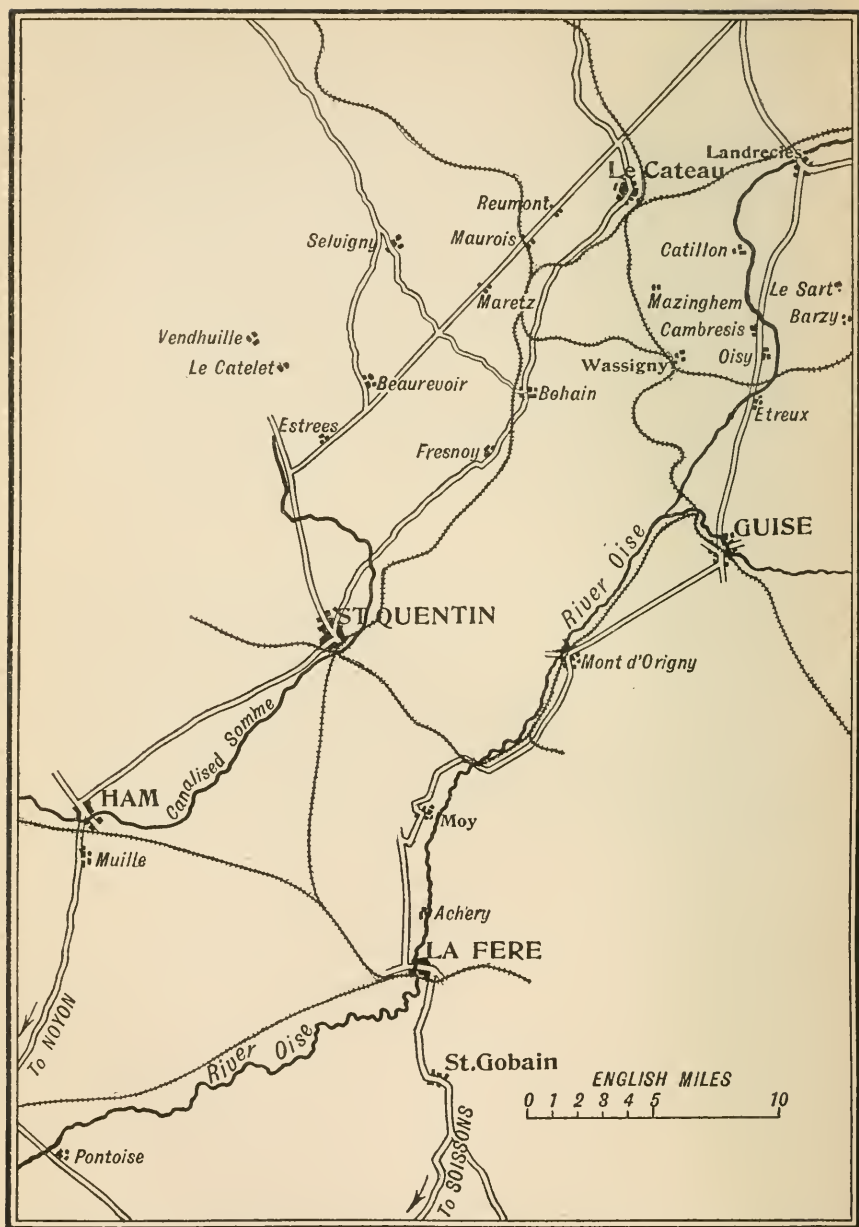 Landrecies
Le Cateau
Reumont
Selvigny
Maurois
Catillon
Maretz
Mazinghem
Le Sart
Cambresis
Barzy
Vendhuille
Le Catelet
Wassigny
Oisy
Beaurevoir
Bohain
Etreux
Estrees
Fresnoy
GUISE
River Oise
ST QUENTIN
Mont d'Origny
Canalised Somme
HAM
Moy
Muille
Achery
LA FERE
To NOYON
River Oise
St. Gobain
ENGLISH MILES
0 1 2 3 4 5 10
Pontoise
To SOISSONS